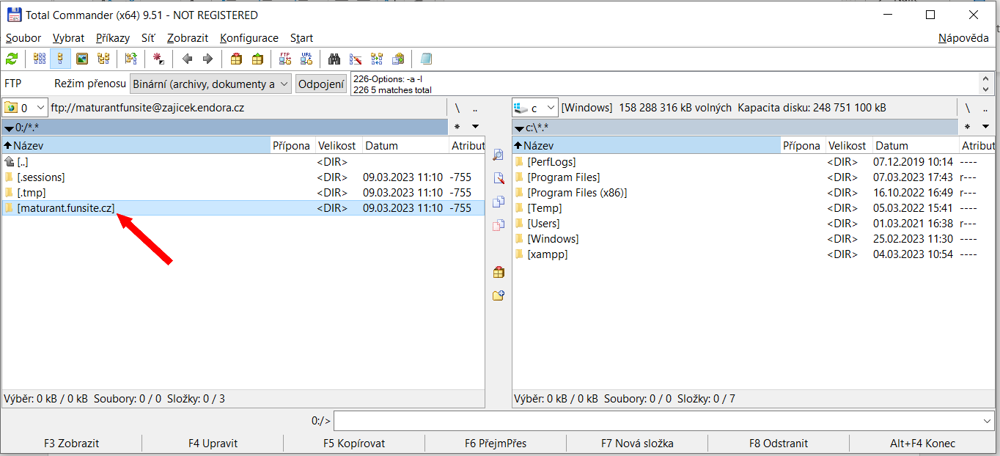 Total Commander (x64) 9.51 - NOT REGISTERED
Soubor Vybrat Příkazy Síť Zobrazit Konfigurace Start Nápověda
FTP URL
FTP Režim přenosu Binární (archivy, dokumenty a Odpojení
226-Options: -a -l
226 5 matches total
0 ftp://maturantfunsite@zajicek.endora.cz \ ..
0:/*.* * 
Název Přípona Velikost Datum Atribut
[..] <DIR>
[.sessions] <DIR> 09.03.2023 11:10 -755
[.tmp] <DIR> 09.03.2023 11:10 -755
[maturant.funsite.cz] <DIR> 09.03.2023 11:10 -755
Výběr: 0 kB / 0 kB Soubory: 0 / 0 Složky: 0 / 3
c [Windows] 158 288 316 kB volných Kapacita disku: 248 751 100 kB \ ..
c:\*.* *
Název Přípona Velikost Datum Atribut
[PerfLogs] <DIR> 07.12.2019 10:14 ----
[Program Files] <DIR> 07.03.2023 17:43 r---
[Program Files (x86)] <DIR> 16.10.2022 16:49 r---
[Temp] <DIR> 05.03.2022 15:41 ----
[Users] <DIR> 01.03.2021 16:38 r---
[Windows] <DIR> 25.02.2023 11:30 ----
[xampp] <DIR> 04.03.2023 10:54 ----
Výběr: 0 kB / 0 kB Soubory: 0 / 0 Složky: 0 / 7
0:/>
F3 Zobrazit F4 Upravit F5 Kopírovat F6 PřejmPřes F7 Nová složka F8 Odstranit Alt+F4 Konec